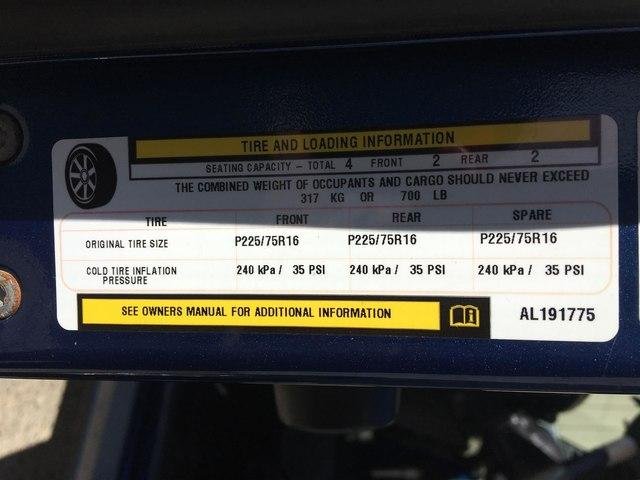 TIRE AND LOADING INFORMATION
SEATING CAPACITY - TOTAL 4 FRONT 2 REAR 2
THE COMBINED WEIGHT OF OCCUPANTS AND CARGO SHOULD NEVER EXCEED
317 KG OR 700 LB
TIRE FRONT REAR SPARE
ORIGINAL TIRE SIZE P225/75R16 P225/75R16 P225/75R16
COLD TIRE INFLATION PRESSURE 240 kPa / 35 PSI 240 kPa / 35 PSI 240 kPa / 35 PSI
SEE OWNERS MANUAL FOR ADDITIONAL INFORMATION AL191775